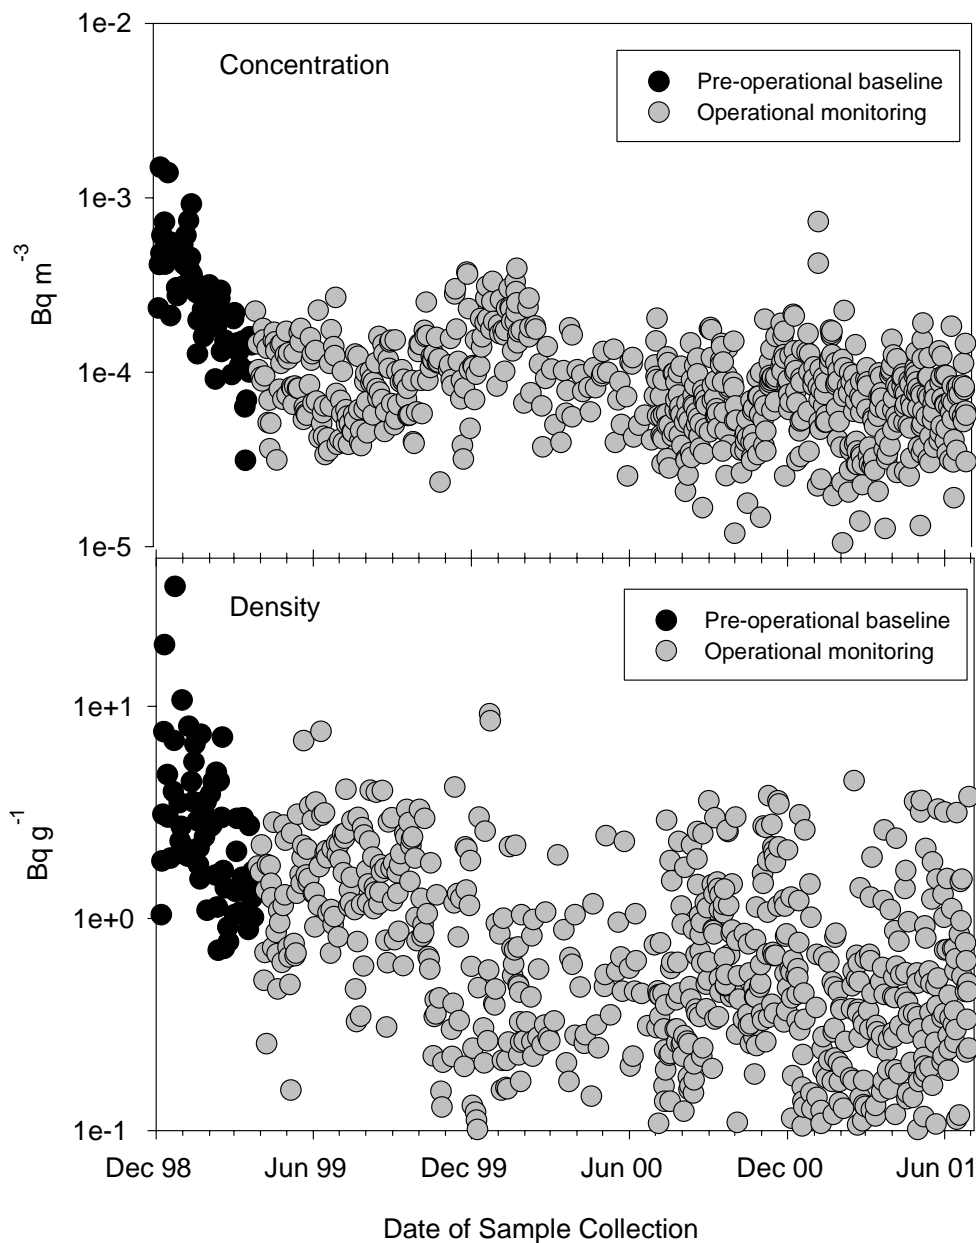 1e-2
Concentration
Pre-operational baseline
Operational monitoring
1e-3
Bq m⁻³
1e-4
1e-5
Density
Pre-operational baseline
Operational monitoring
1e+1
Bq g⁻¹
1e+0
1e-1
Dec 98 Jun 99 Dec 99 Jun 00 Dec 00 Jun 01
Date of Sample Collection